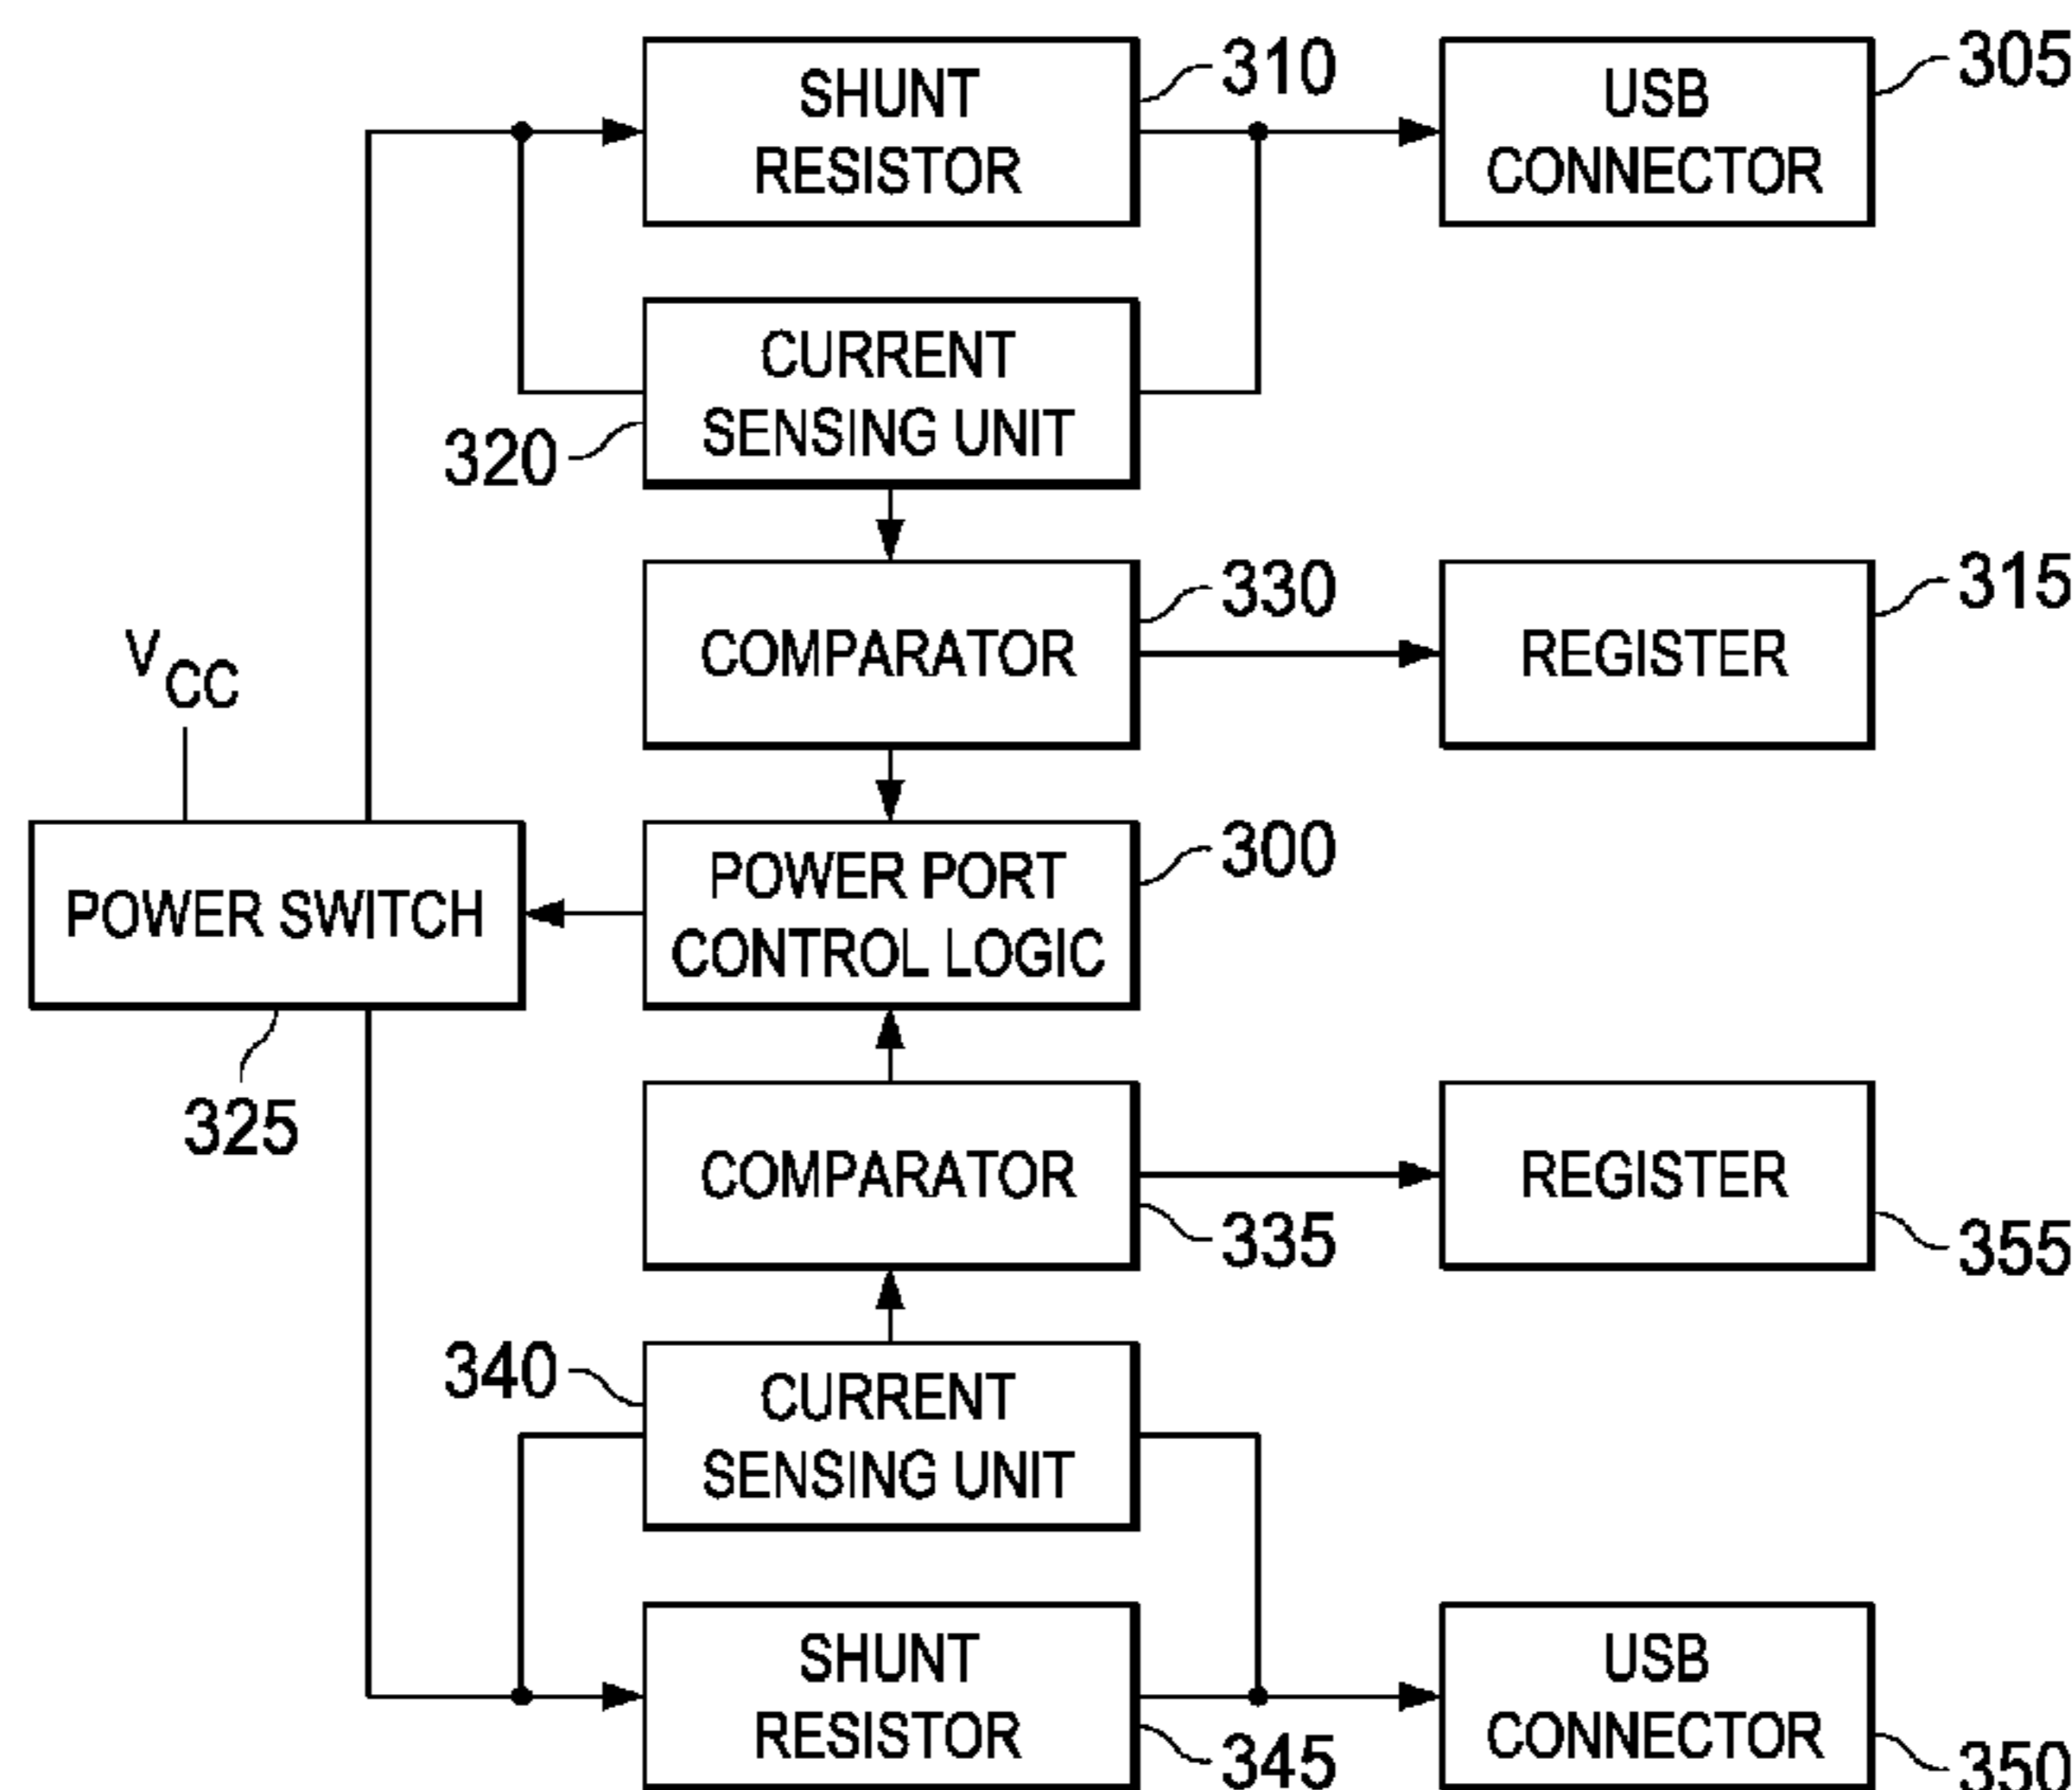 SHUNT
RESISTOR
310
USB
CONNECTOR
305
CURRENT
SENSING UNIT
320
COMPARATOR
330
REGISTER
315
VCC
POWER SWITCH
325
POWER PORT
CONTROL LOGIC
300
COMPARATOR
335
REGISTER
355
CURRENT
SENSING UNIT
340
SHUNT
RESISTOR
345
USB
CONNECTOR
350